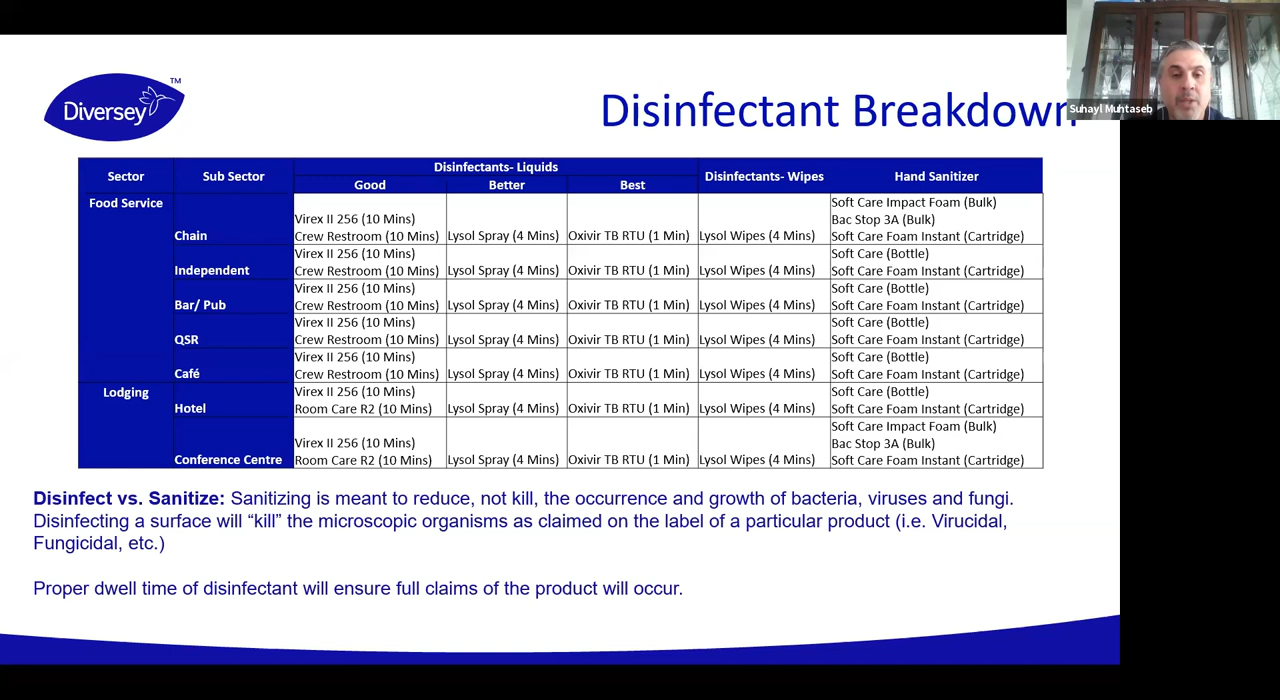 Diversey™
Disinfectant Breakdown
Suhayl Muhtaseb
Sector Sub Sector Disinfectants- Liquids Disinfectants- Wipes Hand Sanitizer
Good Better Best
Food Service
Chain
Virex II 256 (10 Mins)
Crew Restroom (10 Mins) Lysol Spray (4 Mins) Oxivir TB RTU (1 Min) Lysol Wipes (4 Mins)
Soft Care Impact Foam (Bulk)
Bac Stop 3A (Bulk)
Soft Care Foam Instant (Cartridge)
Independent
Virex II 256 (10 Mins)
Crew Restroom (10 Mins) Lysol Spray (4 Mins) Oxivir TB RTU (1 Min) Lysol Wipes (4 Mins)
Soft Care (Bottle)
Soft Care Foam Instant (Cartridge)
Bar/ Pub
Virex II 256 (10 Mins)
Crew Restroom (10 Mins) Lysol Spray (4 Mins) Oxivir TB RTU (1 Min) Lysol Wipes (4 Mins)
Soft Care (Bottle)
Soft Care Foam Instant (Cartridge)
QSR
Virex II 256 (10 Mins)
Crew Restroom (10 Mins) Lysol Spray (4 Mins) Oxivir TB RTU (1 Min) Lysol Wipes (4 Mins)
Soft Care (Bottle)
Soft Care Foam Instant (Cartridge)
Café
Virex II 256 (10 Mins)
Crew Restroom (10 Mins) Lysol Spray (4 Mins) Oxivir TB RTU (1 Min) Lysol Wipes (4 Mins)
Soft Care (Bottle)
Soft Care Foam Instant (Cartridge)
Lodging
Hotel
Virex II 256 (10 Mins)
Room Care R2 (10 Mins) Lysol Spray (4 Mins) Oxivir TB RTU (1 Min) Lysol Wipes (4 Mins)
Soft Care (Bottle)
Soft Care Foam Instant (Cartridge)
Conference Centre
Virex II 256 (10 Mins)
Room Care R2 (10 Mins) Lysol Spray (4 Mins) Oxivir TB RTU (1 Min) Lysol Wipes (4 Mins)
Soft Care Impact Foam (Bulk)
Bac Stop 3A (Bulk)
Soft Care Foam Instant (Cartridge)
Disinfect vs. Sanitize: Sanitizing is meant to reduce, not kill, the occurrence and growth of bacteria, viruses and fungi.
Disinfecting a surface will “kill” the microscopic organisms as claimed on the label of a particular product (i.e. Virucidal,
Fungicidal, etc.)
Proper dwell time of disinfectant will ensure full claims of the product will occur.